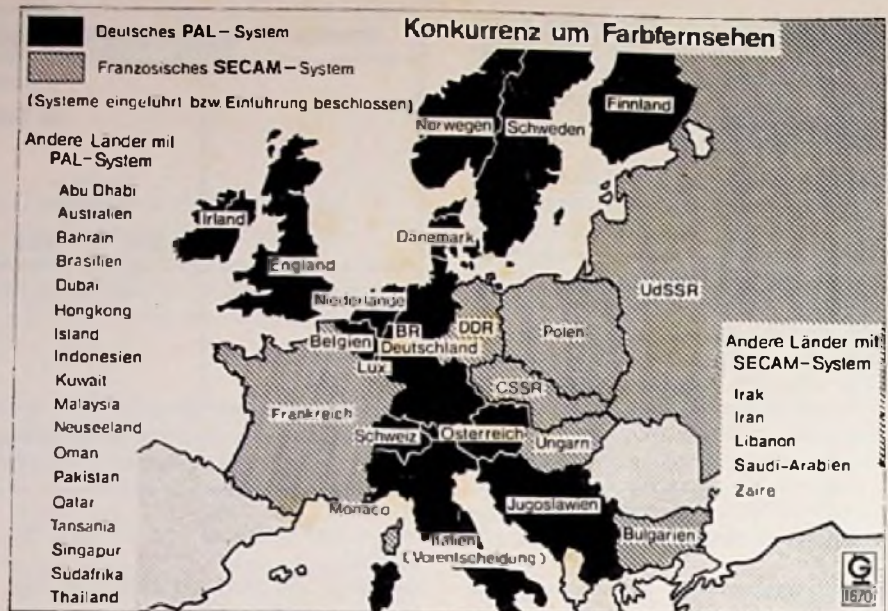 Konkurrenz um Farbfernsehen
Deutsches PAL-System
Französisches SECAM-System
(Systeme eingeführt bzw. Einführung beschlossen)
Andere Länder mit
PAL-System
Abu Dhabi
Australien
Bahrain
Brasilien
Dubai
Hongkong
Island
Indonesien
Kuwait
Malaysia
Neuseeland
Oman
Pakistan
Qatar
Tansania
Singapur
Südafrika
Thailand
Norwegen
Schweden
Finnland
Irland
England
Dänemark
Niederlande
Belgien
Lux.
BR
Deutschland
DDR
Polen
UdSSR
CSSR
Frankreich
Schweiz
Österreich
Ungarn
Monaco
Italien
(Vorentscheidung)
Jugoslawien
Bulgarien
Andere Länder mit
SECAM-System
Irak
Iran
Libanon
Saudi-Arabien
Zaire
G
1670